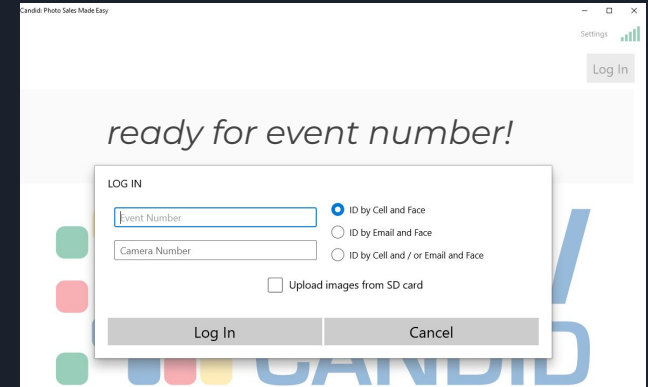 Candid: Photo Sales Made Easy
Settings
Log In
ready for event number!
LOG IN
Event Number
Camera Number
ID by Cell and Face
ID by Email and Face
ID by Cell and / or Email and Face
Upload images from SD card
Log In
Cancel
CANDID